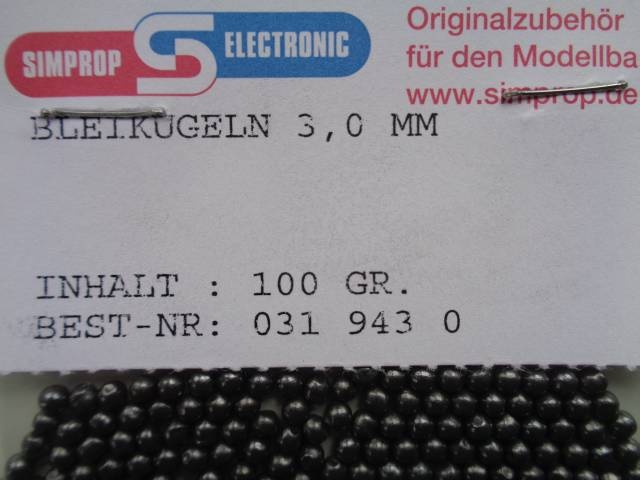 SIMPROP S ELECTRONIC
Originalzubehör
für den Modellba
www.simprop.de
BLEIKUGELN 3,0 MM
INHALT : 100 GR.
BEST-NR: 031 943 0